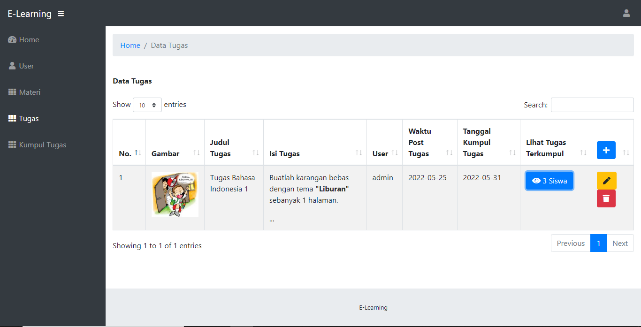 E-Learning
Home
User
Materi
Tugas
Kumpul Tugas
Home / Data Tugas
Data Tugas
Show 10 entries
Search:
No. Gambar Judul Tugas Isi Tugas User Waktu Post Tugas Tanggal Kumpul Tugas Lihat Tugas Terkumpul
1 Tugas Bahasa Indonesia 1
Buatlah karangan bebas
dengan tema "Liburan"
sebanyak 1 halaman.
...
admin 2022-05-25 2022-05-31 3 Siswa
Showing 1 to 1 of 1 entries
Previous 1 Next
E-Learning